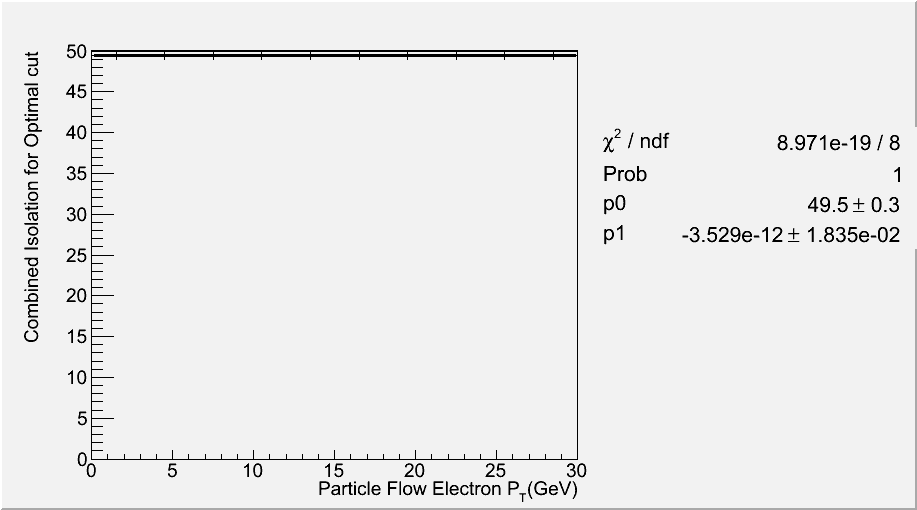 Combined Isolation for Optimal cut
50
45
40
35
30
25
20
15
10
5
0
0 5 10 15 20 25 30
Particle Flow Electron P_T(GeV)
χ² / ndf 8.971e-19 / 8
Prob 1
p0 49.5 ± 0.3
p1 -3.529e-12 ± 1.835e-02